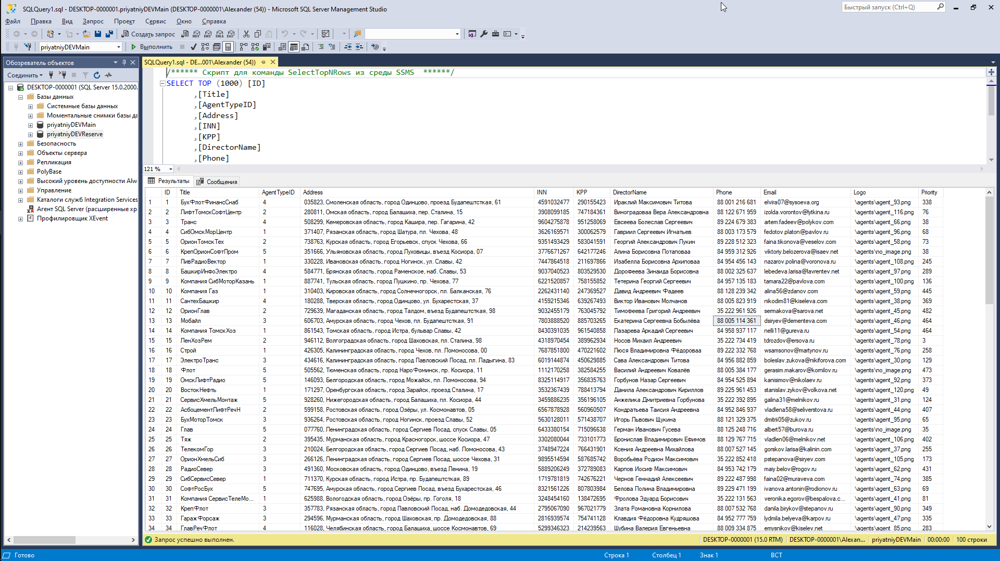 SQLQuery1.sql - DESKTOP-0000001.priyatniyDEVMain (DESKTOP-0000001\Alexander (54)) - Microsoft SQL Server Management Studio
Быстрый запуск (Ctrl+Q)
Файл Правка Вид Запрос Проект Сервис Окно Справка
Создать запрос MDX DMX XMLA DAX
priyatniyDEVMain Выполнить
Обозреватель объектов
Соединить
DESKTOP-0000001 (SQL Server 15.0.2000.
Базы данных
Системные базы данных
Моментальные снимки базы да
priyatniyDEVMain
priyatniyDEVReserve
Безопасность
Объекты сервера
Репликация
PolyBase
Высокий уровень доступности Alw
Управление
Каталоги служб Integration Services
Агент SQL Server (расширенные хр
Профилировщик XEvent
SQLQuery1.sql - DE...001\Alexander (54))
/****** Скрипт для команды SelectTopNRows из среды SSMS ******/
SELECT TOP (1000) [ID]
,[Title]
,[AgentTypeID]
,[Address]
,[INN]
,[KPP]
,[DirectorName]
,[Phone]
121 %
Результаты Сообщения
ID Title AgentTypeID Address INN KPP DirectorName Phone Email Logo Priority
1 1 БухФлотФинансСнаб 4 035823, Смоленская область, город Одинцово, проезд Будапештсткая, 61 4591032477 290155423 Ираклий Максимович Титова 88 001 216 681 elvira07@sysoeva.org \agents\agent_93.png 338
2 2 ЛифтТомскСофтЦентр 2 280811, Омская область, город Балашиха, пер. Сталина, 15 3908099185 747184361 Виноградоваа Вера Александровна 88 122 671 959 izolda.vorontov@lytkina.ru \agents\agent_116.png 76
3 3 Транс 4 508299, Кемеровская область, город Кашира, пер. Гагарина, 42 9604275878 951258069 Евсеева Болеслав Сергеевич 89 224 679 383 artem.fadeev@polykov.com \agents\agent_66.png 38
4 4 СибОмскМорЦентр 1 371407, Рязанская область, город Шатура, пл. Чехова, 48 3626169571 300062579 Гавриил Сергеевич Игнатьев 88 003 173 579 fedotov.platon@pavlov.ru \agents\agent_96.png 68
5 5 ОрионТомскТех 2 738763, Курская область, город Егорьевск, спуск Чехова, 66 9351493429 583041591 Георгий Александрович Лукин 89 228 512 323 faina.tikonova@veselov.com \agents\agent_58.png 73
6 6 КрепОрионСофтПром 5 351666, Ульяновская область, город Луховицы, въезд Косиора, 07 3776671267 642177246 Алина Борисовна Потаповаа 84 959 312 926 viktoriy.belozerova@isaev.net \agents\no_image.png 38
7 7 ПивРадиоВектор 1 330228, Ивановская область, город Ногинск, ул. Славы, 42 7447864518 211697866 Изабелла Борисовна Архиповаа 84 954 456 143 nazarov.polina@voronova.ru \agents\agent_108.png 245
8 8 БашкирИнфоЭлектро 4 584771, Брянская область, город Раменское, наб. Славы, 53 9037040523 803529530 Дорофеева Зинаида Борисовна 88 002 325 637 lebedeva.larisa@lavrentev.net \agents\agent_97.png 289
9 9 Компания СибМоторКазань 1 887741, Тульская область, город Пушкино, пр. Чехова, 77 6221520857 758155852 Тетерина Георгий Сергеевич 84 957 135 183 tamara22@pavlova.com \agents\agent_100.png 136
10 10 Компания Газ 1 310403, Кировская область, город Солнечногорск, пл. Балканская, 76 2262431140 247369527 Давид Андреевич Фадеев 88 128 239 342 alina56@zdanov.com \agents\agent_59.png 445
11 11 СантехБашкир 4 180288, Тверская область, город Одинцово, ул. Бухарестская, 37 4159215346 639267493 Виктор Иванович Молчанов 88 005 823 919 nikodim81@kiseleva.com \agents\agent_38.png 369
12 12 ОрионГлав 2 729639, Магаданская область, город Талдом, въезд Будапештсткая, 98 9032455179 763045792 Тимофеева Григорий Андреевич 35 222 961 926 sermakova@sarova.net \agents\agent_45.png 482
13 13 Мобайл 3 606703, Амурская область, город Чехов, пл. Будапештсткая, 91 7803888520 885703265 Екатерина Сергеевна Бобылёва 88 005 114 361 dsiryev@dementeva.com \agents\agent_46.png 464
14 14 Компания ТомскХоз 1 861543, Томская область, город Истра, бульвар Славы, 42 8430391035 961540858 Лазарева Аркадий Сергеевич 84 958 937 117 nelli11@gureva.ru \agents\agent_54.png 464
15 15 ЛенХозРем 2 946112, Волгоградская область, город Шаховская, пл. Сталина, 98 4318970454 389962934 Носов Михаил Андреевич 35 222 734 419 tdrozdov@ersova.ru \agents\agent_78.png 3
16 16 Строй 1 426305, Калининградская область, город Чехов, пл. Ломоносова, 00 7687851800 470221602 Люся Владимировна Фёдороваа 89 222 332 768 wsamsonov@martynov.ru \agents\agent_76.png 258
17 17 ЭлектроТранс 3 434616, Калининградская область, город Павловский Посад, пл. Ладыгина, 83 6019144874 450629885 Сава Александрович Титова 84 956 882 859 boleslav.zukova@nikiforova.com \agents\agent_30.png 129
18 18 Флот 5 505562, Тюменская область, город НароФоминск, пр. Косиора, 11 1112170258 382584255 Василий Андреевич Ковалёв 88 005 384 177 gerasim.makarov@kornilov.ru \agents\no_image.png 473
19 19 ОмскЛифтРадио 5 146093, Белгородская область, город Можайск, пл. Ломоносова, 94 8325114917 356835763 Горбунов Назар Сергеевич 84 954 525 894 kanisimov@nikolaev.ru \agents\agent_92.png 373
20 20 ВостокНефть 1 171297, Оренбургская область, город Зарайск, проезд Сталина, 17 3532367439 788413794 Данила Александрович Кириллов 89 225 961 453 stanislav.zykov@volkova.net \agents\agent_120.png 49
21 21 СервисХмельМонтаж 5 928260, Нижегородская область, город Балашиха, пл. Косиора, 44 3459886235 356196105 Анжелика Дмитриевна Горбунова 35 222 392 895 galina31@melnikov.ru \agents\agent_31.png 124
22 22 АсбоцементЛифтРечН 2 599158, Ростовская область, город Озёры, ул. Космонавтов, 05 6567878928 560960507 Кондратьева Таисия Андреевна 84 952 846 937 vladlena58@seliverstova.ru \agents\agent_44.png 407
23 23 БухМоторТомск 3 936264, Ростовская область, город Ногинск, проезд Славы, 52 5630128011 571438707 Игорь Львович Щукина 88 121 329 375 dmitrii05@zukov.ru \agents\agent_95.png 65
24 24 Глав 5 077760, Ленинградская область, город Сергиев Посад, спуск Славы, 05 6433380154 715096638 Герман Иванович Гусева 88 125 248 716 albert57@burova.ru \agents\no_image.png 35
25 25 Тяж 2 395435, Мурманская область, город Красногорск, шоссе Косиора, 47 3302080044 733101773 Бронислав Владимирович Ефимов 88 129 767 715 vladlen06@melnikov.net \agents\agent_106.png 402
26 26 ТелекомГор 3 210024, Белгородская область, город Сергиев Посад, наб. Ломоносова, 43 3748947224 766431901 Ксения Андреевна Михайлова 88 007 527 145 gorskov.larisa@kalinin.com \agents\agent_37.png 255
27 27 ОрионХмельСиб 3 266126, Ленинградская область, город Сергиев Посад, шоссе Чехова, 31 9895514594 587685742 Воробьёва Родион Максимович 35 222 852 418 pstepanova@siryev.com \agents\agent_105.png 173
28 28 РадиоСевер 3 491360, Московская область, город Одинцово, въезд Ленина, 19 5889206249 372789083 Карпов Иосиф Максимович 84 953 742 179 maiy.belov@rogov.ru \agents\agent_62.png 431
29 29 СибСервисСевер 1 711370, Курская область, город Истра, пр. Будапештсткая, 89 1719781819 742676221 Чернов Геннадий Алексеевич 89 222 487 998 faina02@muraveva.com \agents\agent_74.png 385
30 30 СофтРосБух 5 747695, Амурская область, город Сергиев Посад, въезд Бухарестская, 46 8321561226 807803984 Белова Полина Владимировна 89 229 471 199 ivanova.antonin@rodionov.ru \agents\agent_63.png 69
31 31 Компания СервисТелеМо... 1 625988, Вологодская область, город Озёры, пр. Гоголя, 18 3248454160 138472695 Фролова Эдуард Борисович 35 222 131 563 veronika.egorov@bespalova.c... \agents\agent_41.png 81
32 32 КрепФлот 3 357783, Рязанская область, город Павловский Посад, наб. Домодедовская, 44 2795067090 967021779 Злата Романовна Корнилова 88 007 532 768 danila.birykov@stepanov.ru \agents\agent_90.png 349
33 33 ГаражФорсаж 3 294596, Мурманская область, город Шаховская, пр. Домодедовская, 88 2816939574 754741128 Клавдия Фёдоровна Кудряшова 84 952 777 759 lydmila.belyeva@karpov.ru \agents\agent_47.png 335
34 34 ГлавРечФлот 4 116028, Челябинская область, город Балашиха, шоссе Космонавтов, 69 5299346323 214239563 Шубина Валерия Евгеньевна 88 009 334 875 emysnikov@kiselev.net \agents\agent_85.png 283
Запрос успешно выполнен. DESKTOP-0000001 (15.0 RTM) DESKTOP-0000001\Alexan... priyatniyDEVMain 00:00:00 100 строки
Готово Строка 1 Столбец 1 Знак 1 ВСТ